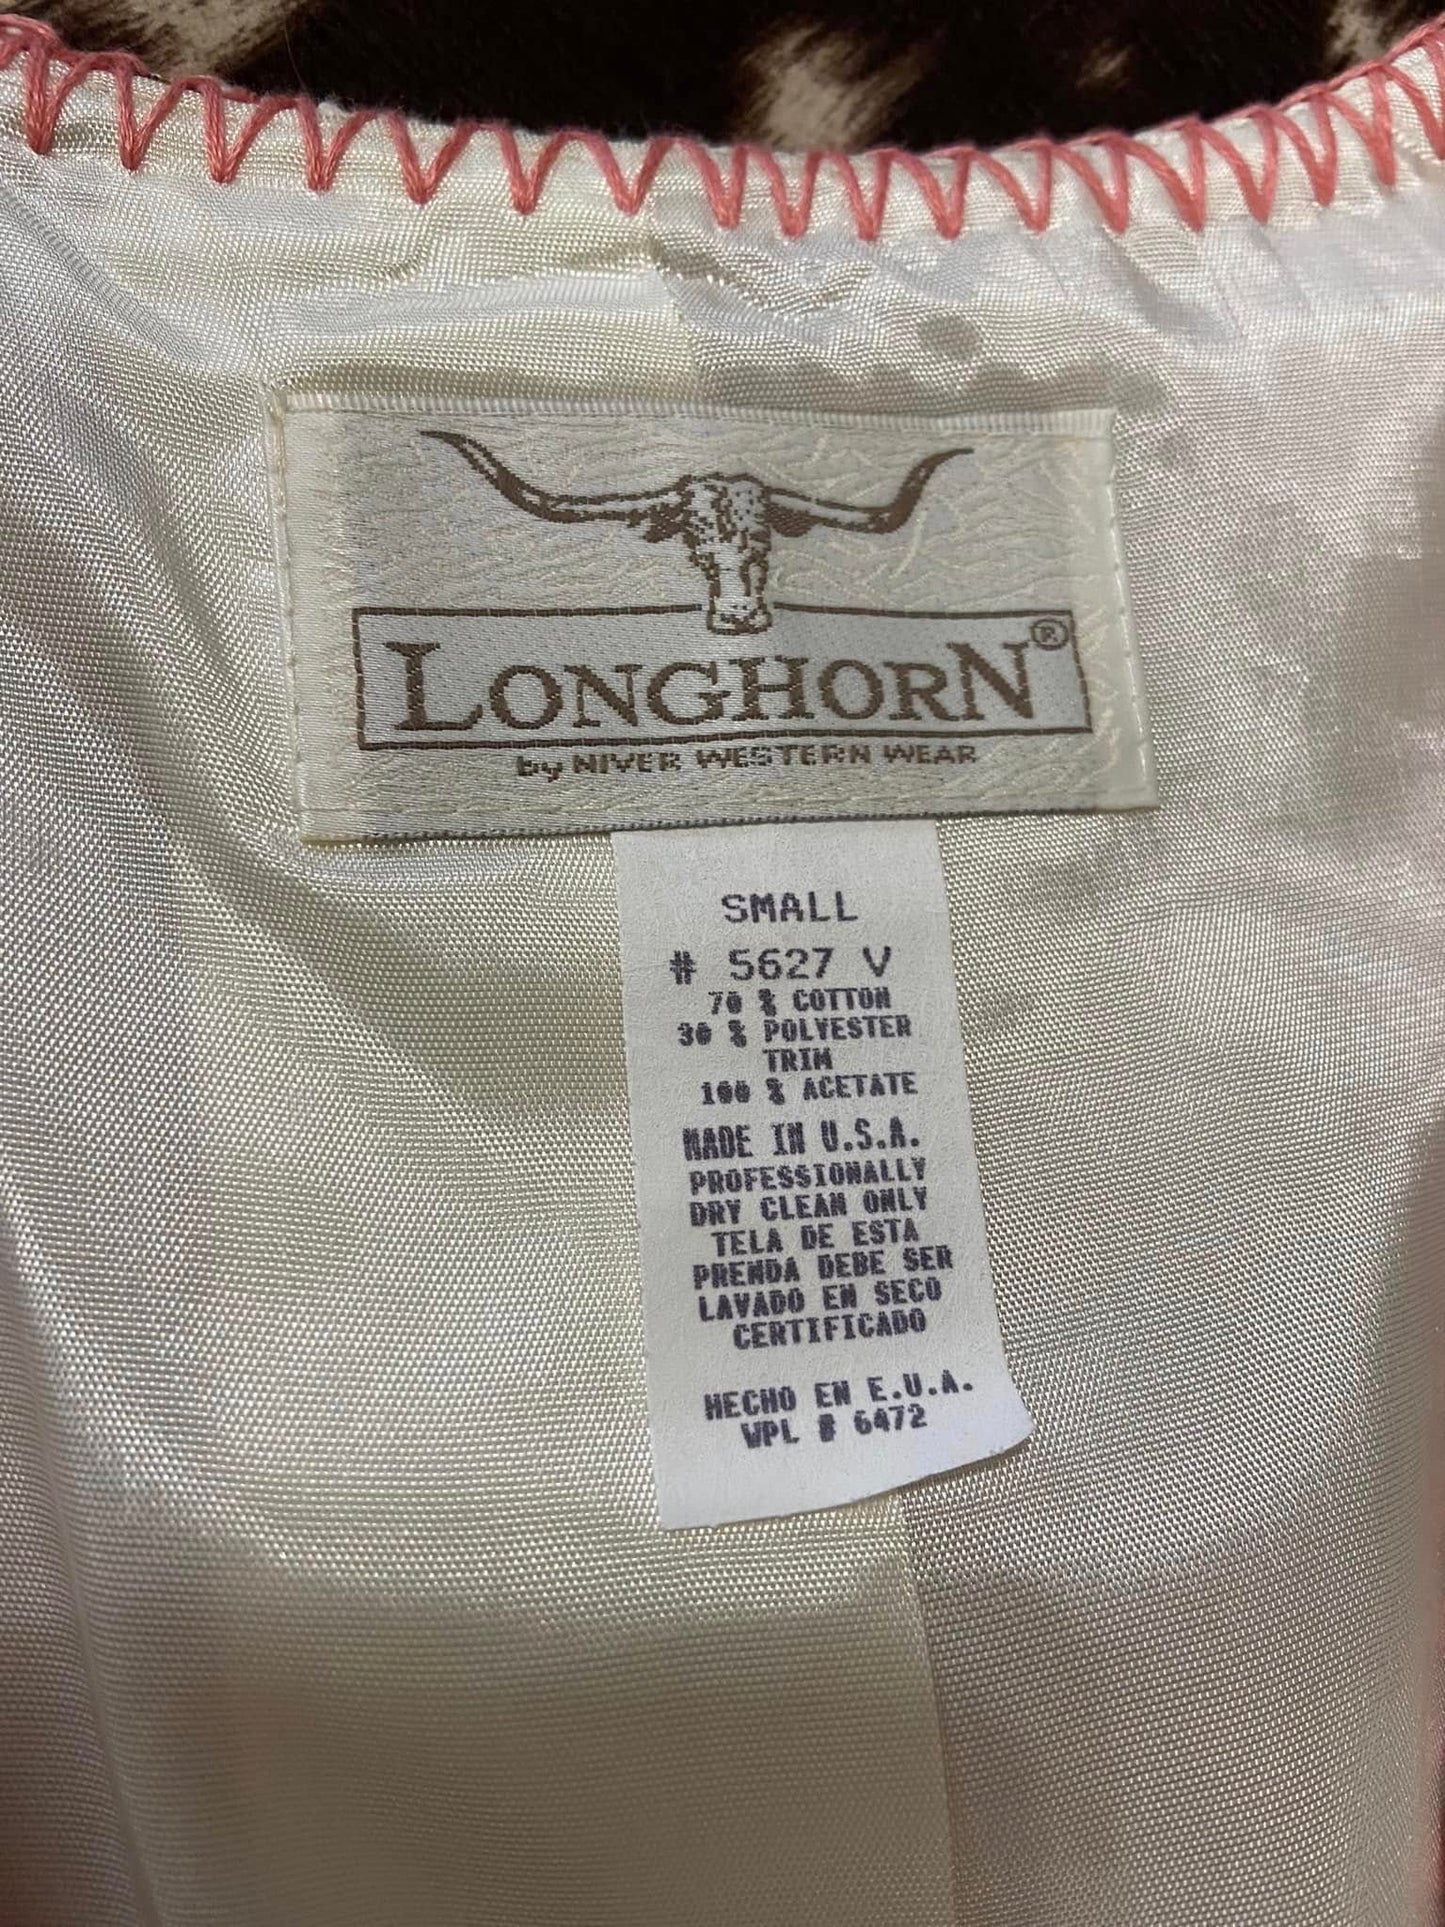 LONGHORN®
by NIVER WESTERN WEAR
SMALL
# 5627 V
70 % COTTON
30 % POLYESTER
TRIM
100 % ACETATE
MADE IN U.S.A.
PROFESSIONALLY
DRY CLEAN ONLY
TELA DE ESTA
PRENDA DEBE SER
LAVADO EN SECO
CERTIFICADO
HECHO EN E.U.A.
WPL # 6472